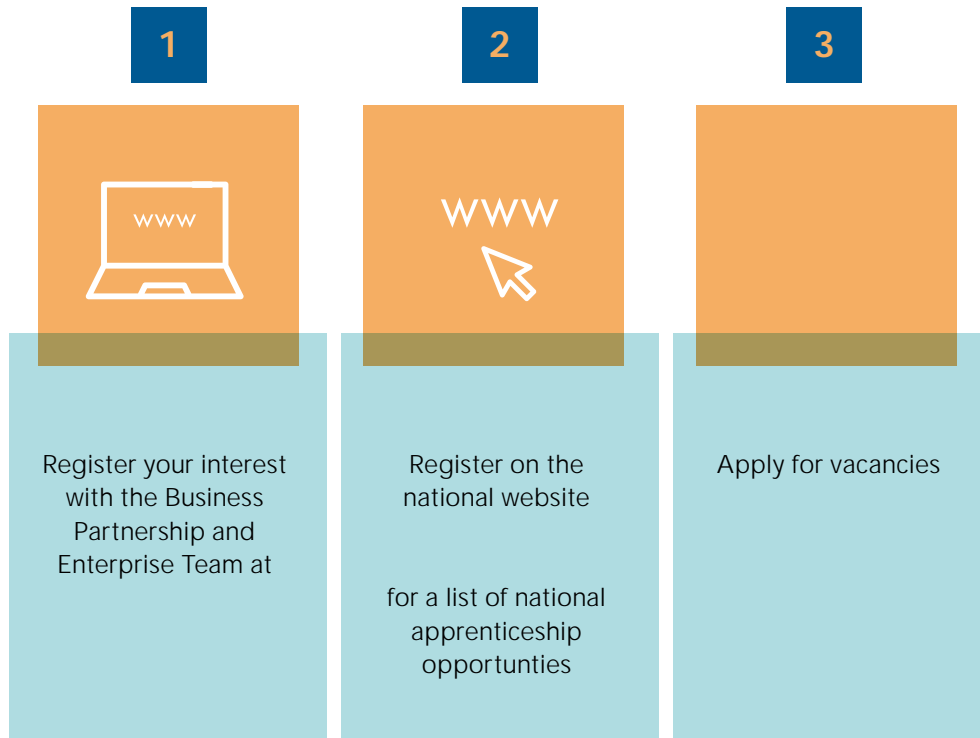 1
www
Register your interest
with the Business
Partnership and
Enterprise Team at
2
www
Register on the
national website
for a list of national
apprenticeship
opportunties
3
Apply for vacancies